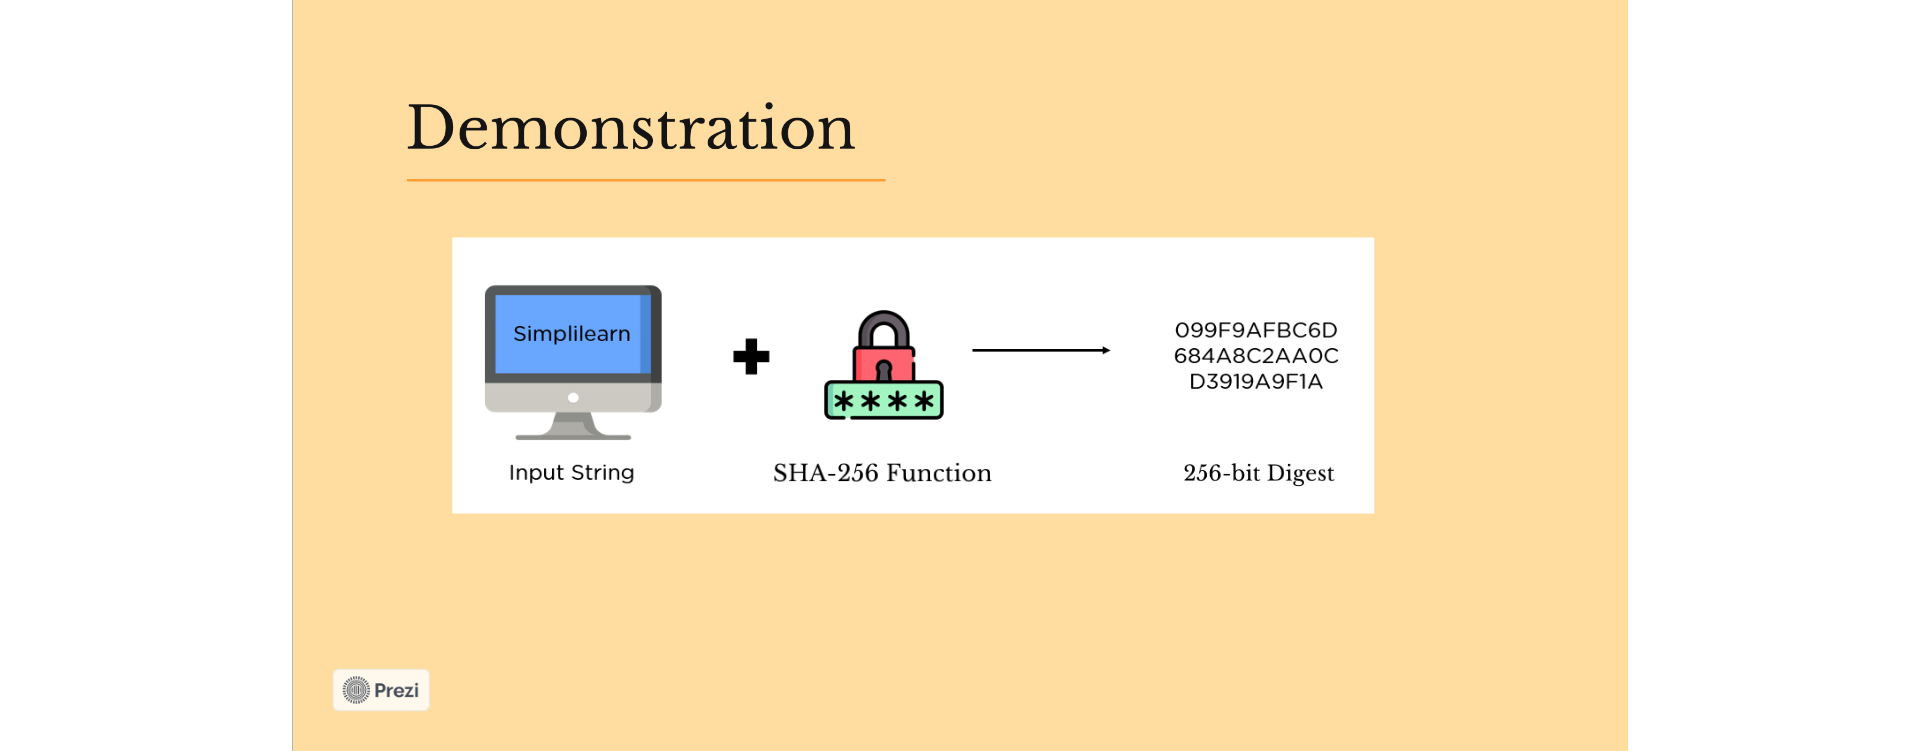 Demonstration
Simplilearn
****
099F9AFBC6D
684A8C2AA0C
D3919A9F1A
Input String
SHA-256 Function
256-bit Digest
Prezi